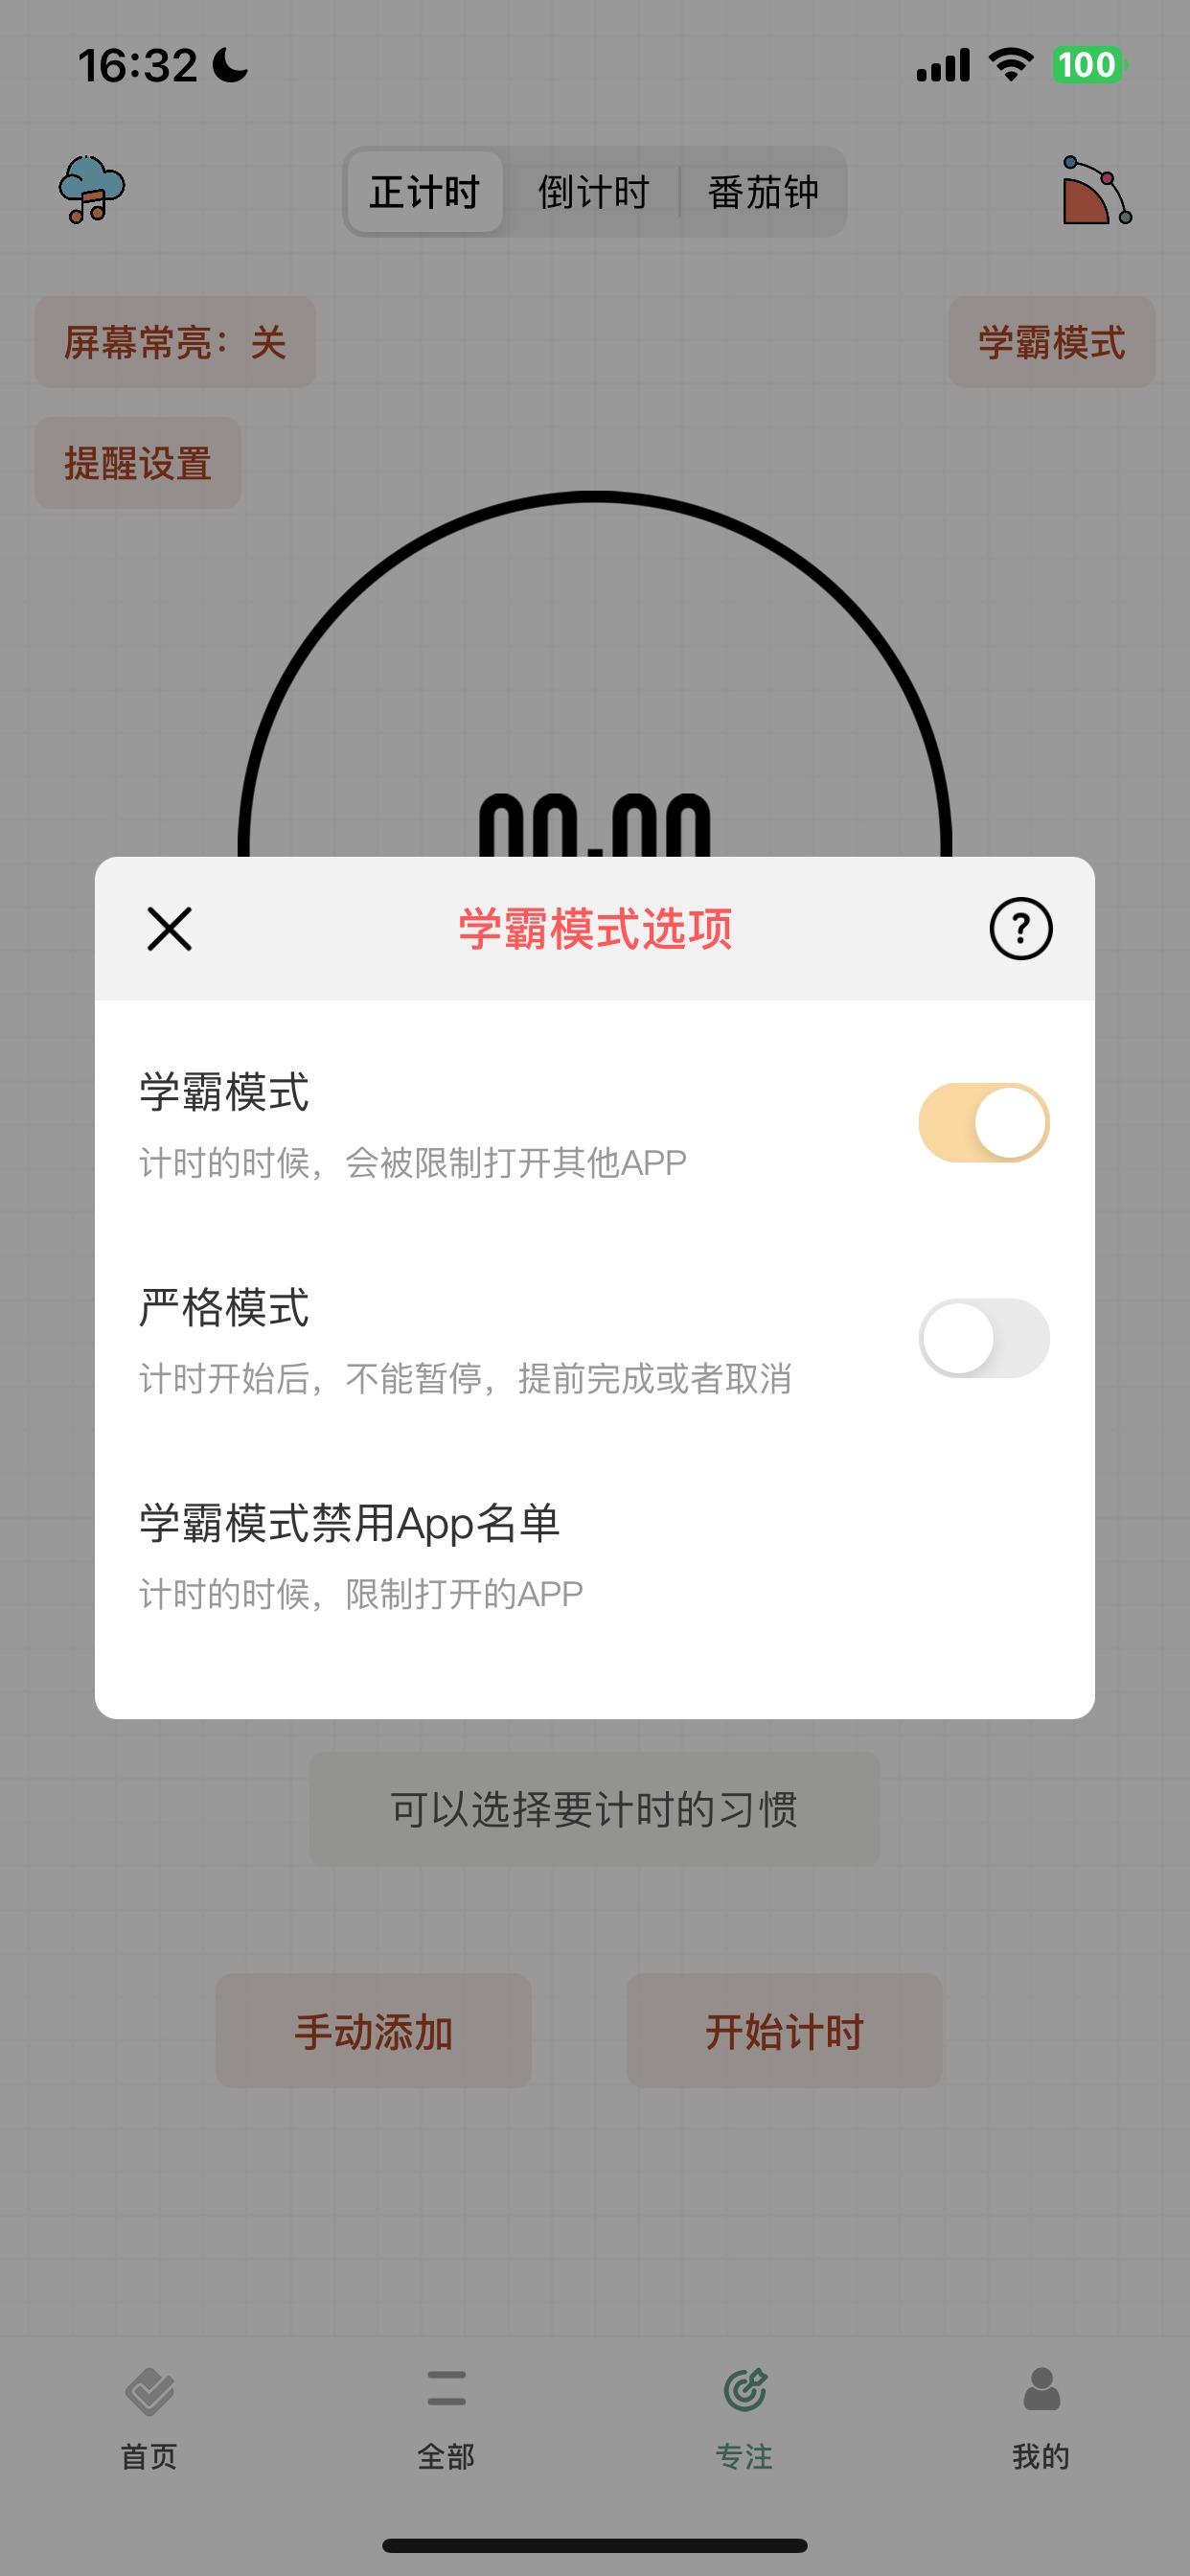 16:32
100
正计时
倒计时
番茄钟
屏幕常亮：关
学霸模式
提醒设置
00:00
学霸模式选项
?
学霸模式
计时的时候，会被限制打开其他APP
严格模式
计时开始后，不能暂停，提前完成或者取消
学霸模式禁用App名单
计时的时候，限制打开的APP
可以选择要计时的习惯
手动添加
开始计时
首页
全部
专注
我的